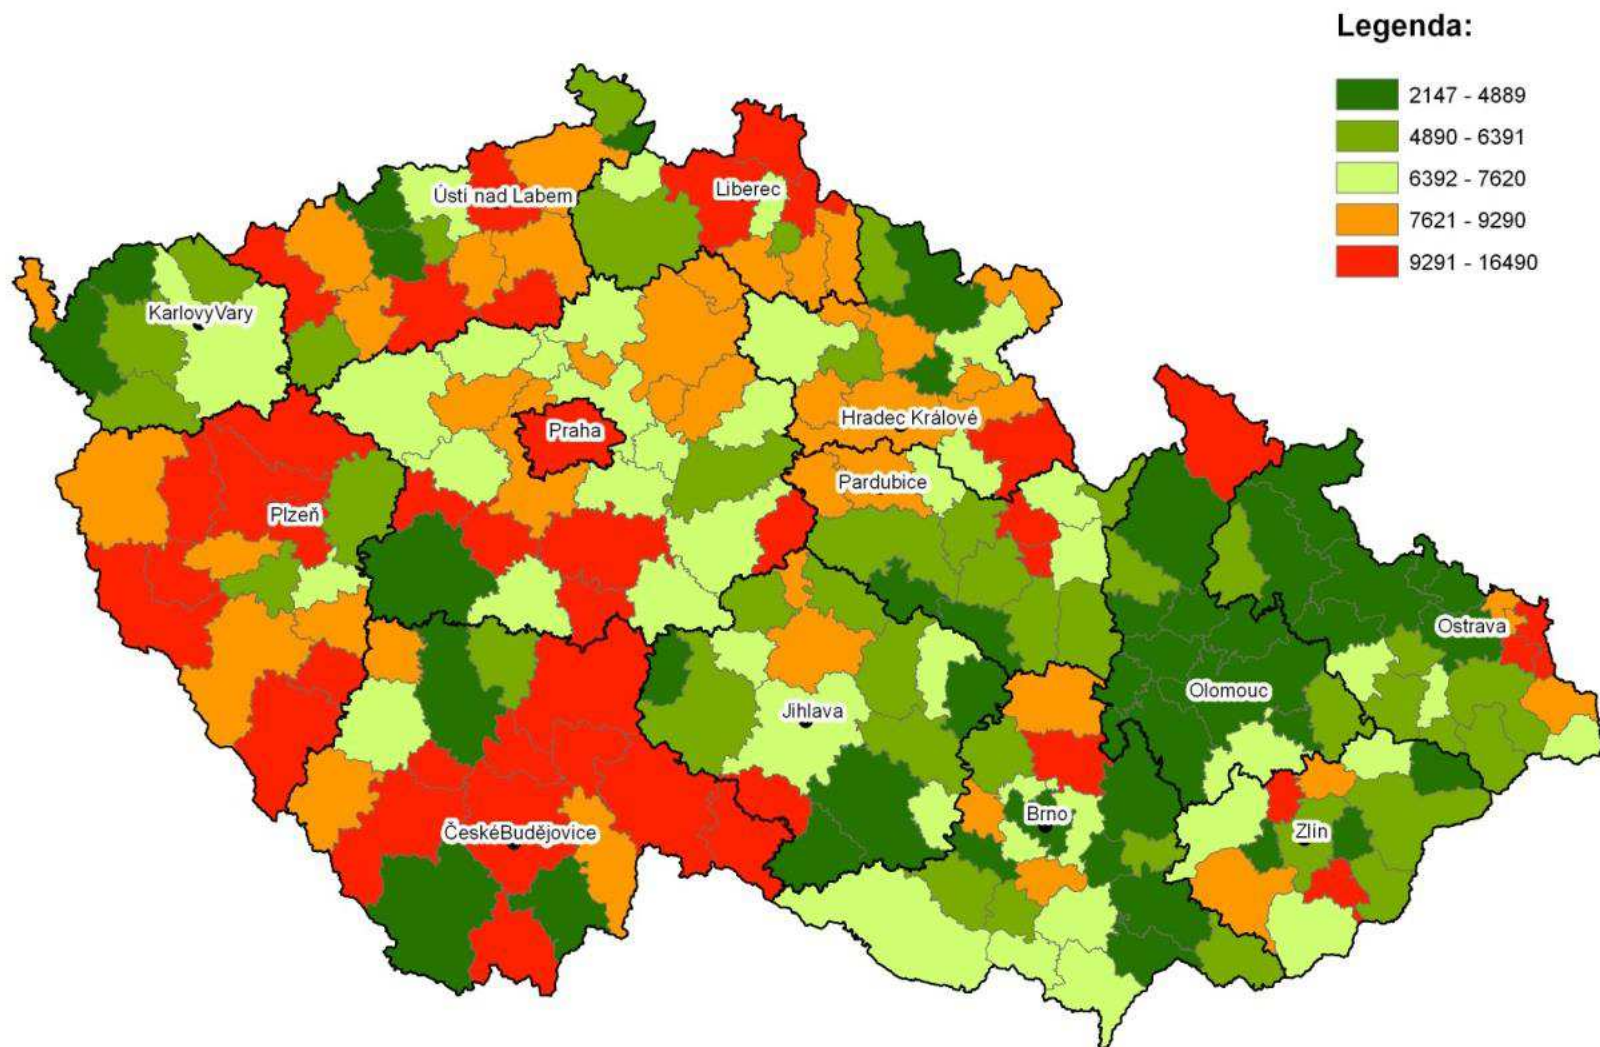 Legenda:
2147 - 4889
4890 - 6391
6392 - 7620
7621 - 9290
9291 - 16490
Ústí nad Labem
Liberec
KarlovyVary
Praha
Hradec Králové
Pardubice
Plzeň
Ostrava
Olomouc
Jihlava
Brno
Zlín
ČeskéBudějovice